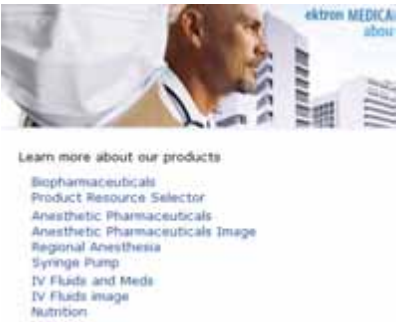 ektron MEDICA
abou
Learn more about our products
Biopharmaceuticals
Product Resource Selector
Anesthetic Pharmaceuticals
Anesthetic Pharmaceuticals Image
Regional Anesthesia
Syringe Pump
IV Fluids and Meds
IV Fluids image
Nutrition